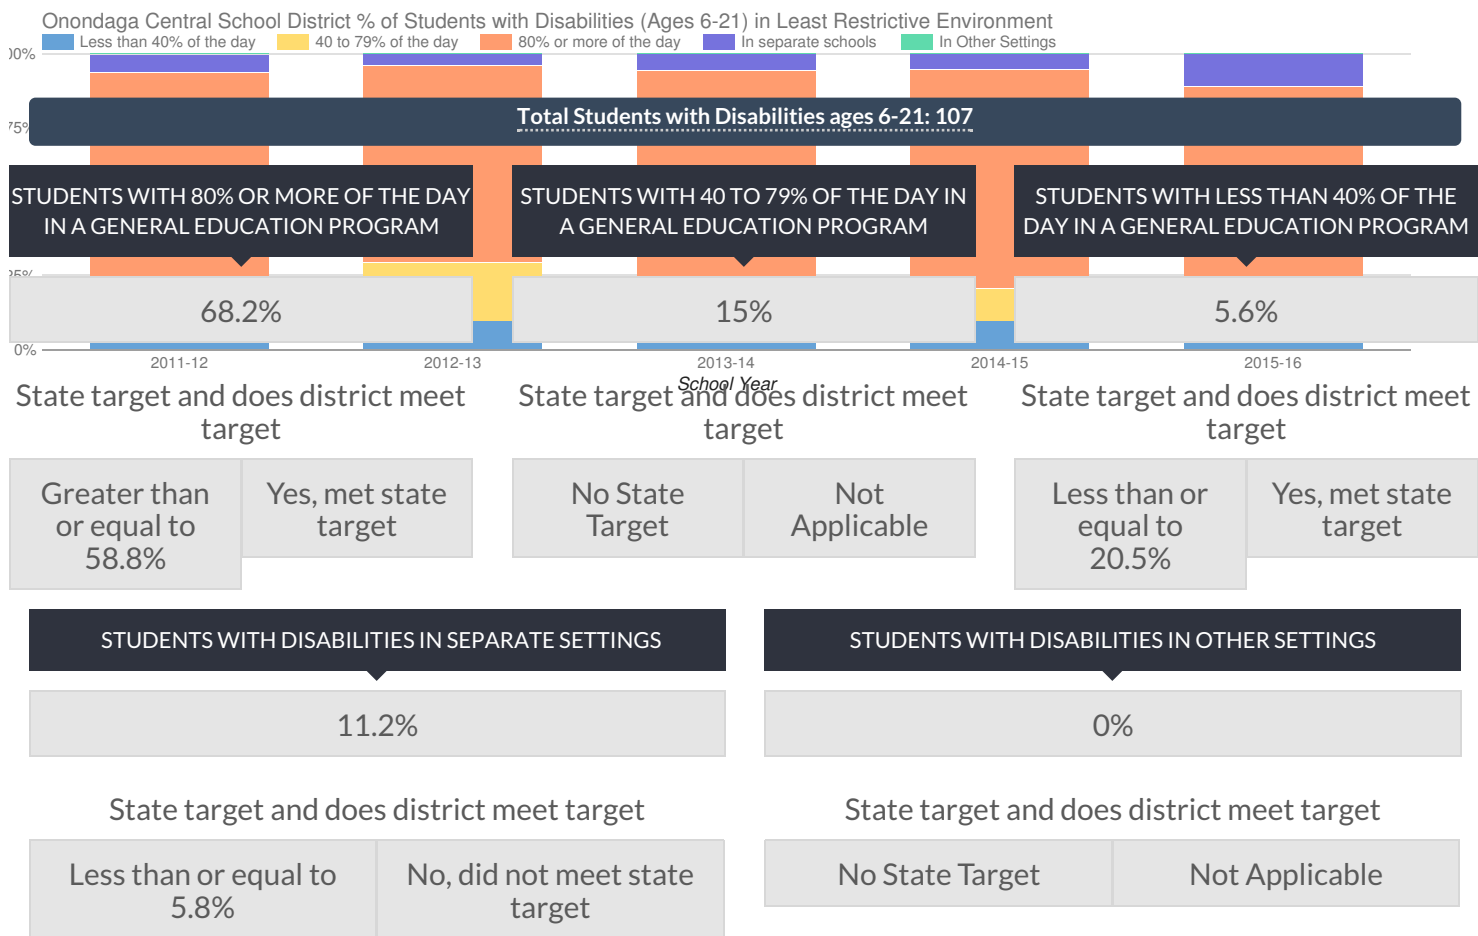 Onondaga Central School District % of Students with Disabilities (Ages 6-21) in Least Restrictive Environment
Less than 40% of the day 40 to 79% of the day 80% or more of the day In separate schools In Other Settings
00%
Total Students with Disabilities ages 6-21: 107
75%
STUDENTS WITH 80% OR MORE OF THE DAY
IN A GENERAL EDUCATION PROGRAM
STUDENTS WITH 40 TO 79% OF THE DAY IN
A GENERAL EDUCATION PROGRAM
STUDENTS WITH LESS THAN 40% OF THE
DAY IN A GENERAL EDUCATION PROGRAM
25%
68.2%
15%
5.6%
0%
2011-12 2012-13 2013-14 2014-15 2015-16
School Year
State target and does district meet
target
State target and does district meet
target
State target and does district meet
target
Greater than
or equal to
58.8%
Yes, met state
target
No State
Target
Not
Applicable
Less than or
equal to
20.5%
Yes, met state
target
STUDENTS WITH DISABILITIES IN SEPARATE SETTINGS
STUDENTS WITH DISABILITIES IN OTHER SETTINGS
11.2%
0%
State target and does district meet target
State target and does district meet target
Less than or equal to
5.8%
No, did not meet state
target
No State Target
Not Applicable